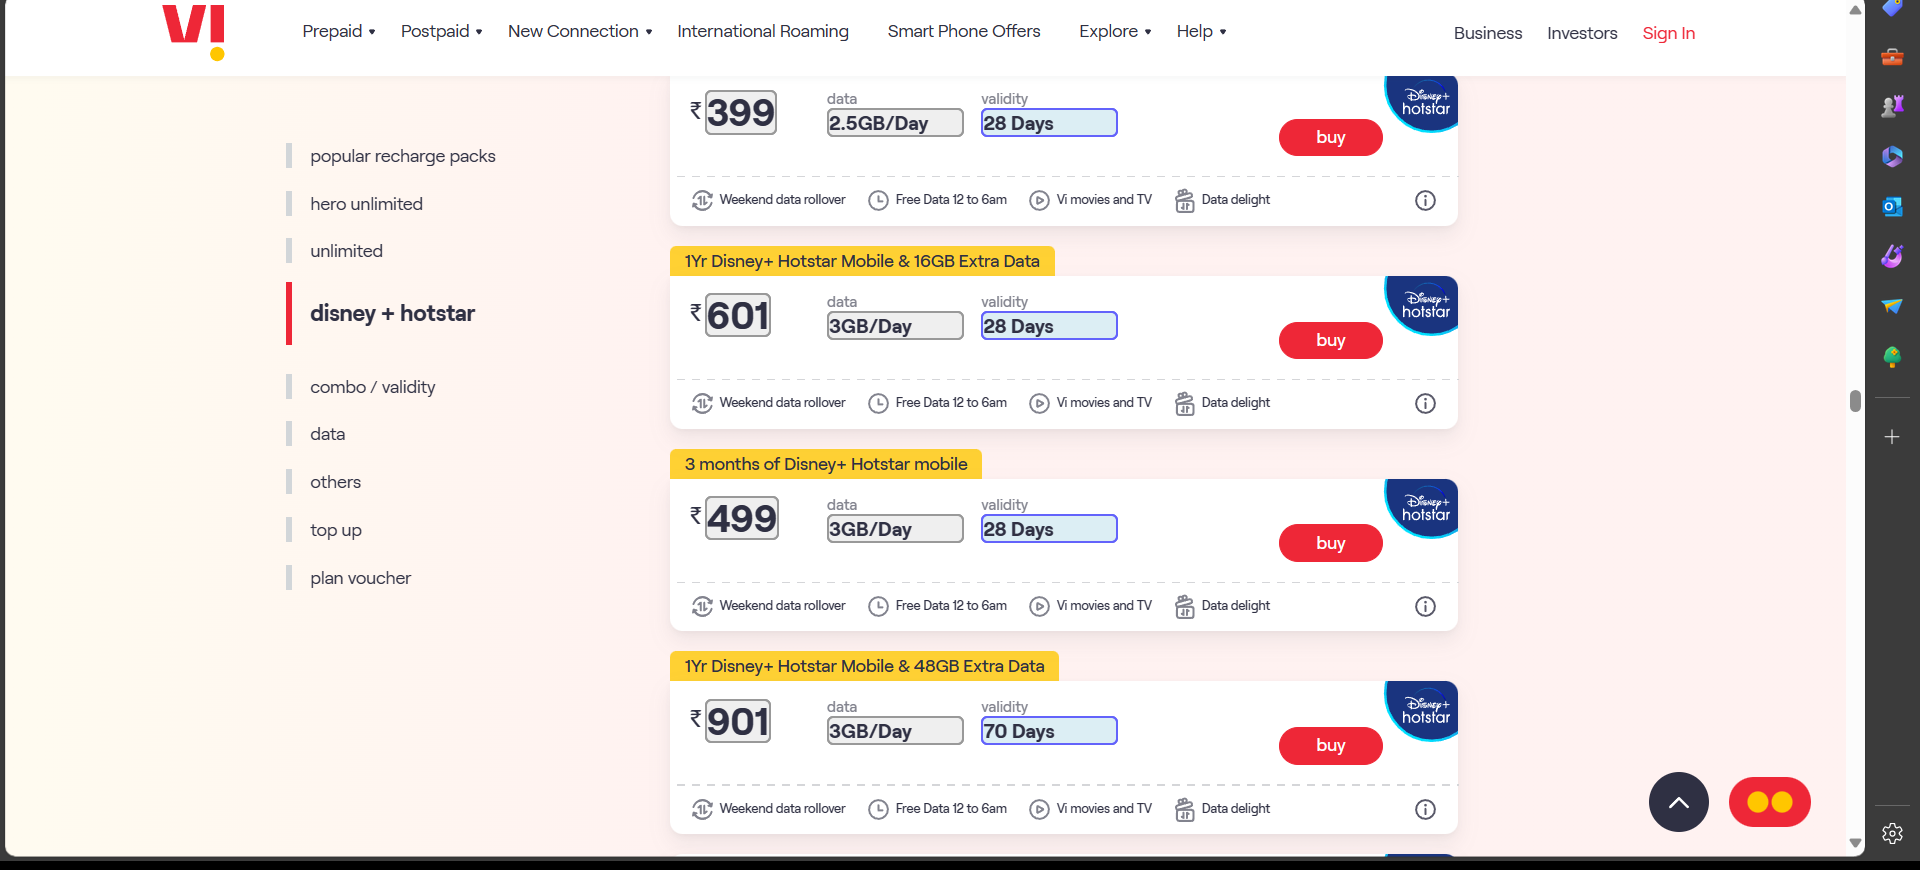 VI
Prepaid
Postpaid
New Connection
International Roaming
Smart Phone Offers
Explore
Help
Business
Investors
Sign In
popular recharge packs
hero unlimited
unlimited
disney + hotstar
combo / validity
data
others
top up
plan voucher
₹ 399
data
2.5GB/Day
validity
28 Days
buy
Disney+
hotstar
Weekend data rollover
Free Data 12 to 6am
Vi movies and TV
Data delight
1Yr Disney+ Hotstar Mobile & 16GB Extra Data
₹ 601
data
3GB/Day
validity
28 Days
buy
Disney+
hotstar
Weekend data rollover
Free Data 12 to 6am
Vi movies and TV
Data delight
3 months of Disney+ Hotstar mobile
₹ 499
data
3GB/Day
validity
28 Days
buy
Disney+
hotstar
Weekend data rollover
Free Data 12 to 6am
Vi movies and TV
Data delight
1Yr Disney+ Hotstar Mobile & 48GB Extra Data
₹ 901
data
3GB/Day
validity
70 Days
buy
Disney+
hotstar
Weekend data rollover
Free Data 12 to 6am
Vi movies and TV
Data delight